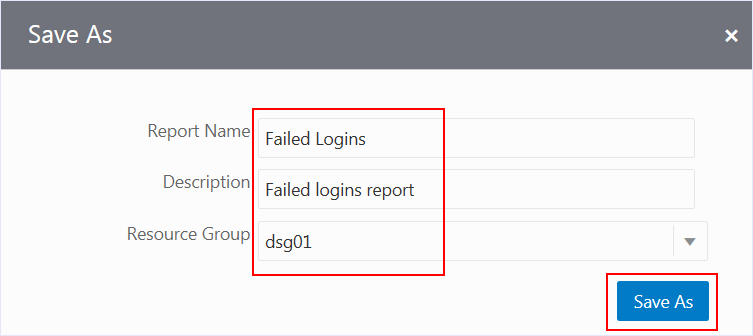 Save As
Report Name
Failed Logins
Description
Failed logins report
Resource Group
dsg01
Save As